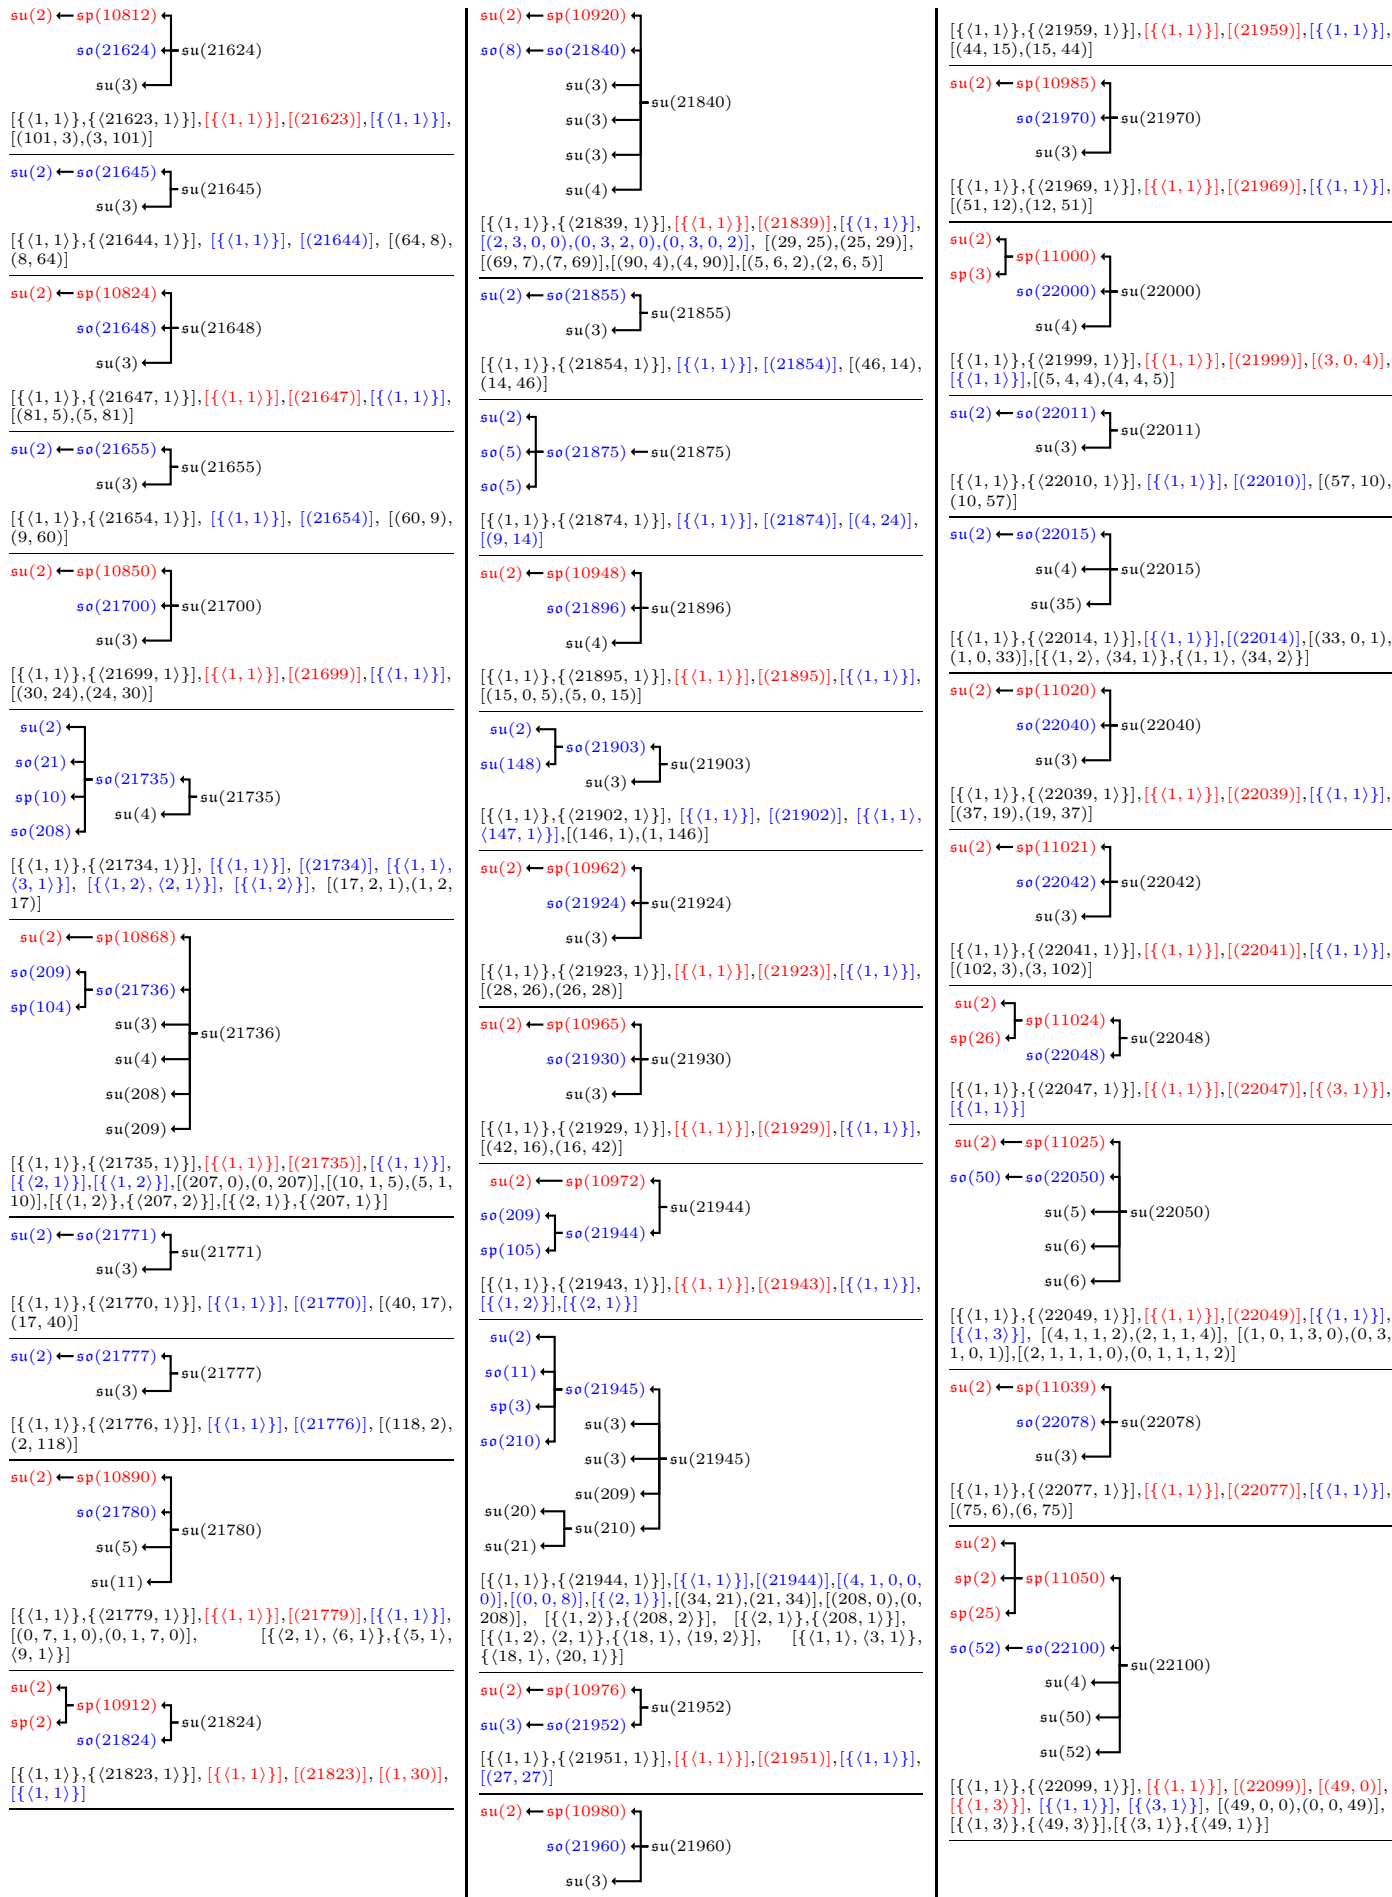 𝔰𝔲(2) 𝔰𝔭(10812)
𝔰𝔬(21624) 𝔰𝔲(21624)
𝔰𝔲(3)
[{⟨1, 1⟩},{⟨21623, 1⟩}],[{⟨1, 1⟩}],[(21623)],[{⟨1, 1⟩}],
[(101, 3),(3, 101)]
𝔰𝔲(2) 𝔰𝔬(21645)
𝔰𝔲(21645)
𝔰𝔲(3)
[{⟨1, 1⟩},{⟨21644, 1⟩}], [{⟨1, 1⟩}], [(21644)], [(64, 8),
(8, 64)]
𝔰𝔲(2) 𝔰𝔭(10824)
𝔰𝔬(21648) 𝔰𝔲(21648)
𝔰𝔲(3)
[{⟨1, 1⟩},{⟨21647, 1⟩}],[{⟨1, 1⟩}],[(21647)],[{⟨1, 1⟩}],
[(81, 5),(5, 81)]
𝔰𝔲(2) 𝔰𝔬(21655)
𝔰𝔲(21655)
𝔰𝔲(3)
[{⟨1, 1⟩},{⟨21654, 1⟩}], [{⟨1, 1⟩}], [(21654)], [(60, 9),
(9, 60)]
𝔰𝔲(2) 𝔰𝔭(10850)
𝔰𝔬(21700) 𝔰𝔲(21700)
𝔰𝔲(3)
[{⟨1, 1⟩},{⟨21699, 1⟩}],[{⟨1, 1⟩}],[(21699)],[{⟨1, 1⟩}],
[(30, 24),(24, 30)]
𝔰𝔲(2)
𝔰𝔬(21)
𝔰𝔬(21735)
𝔰𝔭(10) 𝔰𝔲(21735)
𝔰𝔲(4)
𝔰𝔬(208)
[{⟨1, 1⟩},{⟨21734, 1⟩}], [{⟨1, 1⟩}], [(21734)], [{⟨1, 1⟩,
⟨3, 1⟩}], [{⟨1, 2⟩, ⟨2, 1⟩}], [{⟨1, 2⟩}], [(17, 2, 1),(1, 2,
17)]
𝔰𝔲(2) 𝔰𝔭(10868)
𝔰𝔬(209)
𝔰𝔬(21736)
𝔰𝔭(104)
𝔰𝔲(3)
𝔰𝔲(21736)
𝔰𝔲(4)
𝔰𝔲(208)
𝔰𝔲(209)
[{⟨1, 1⟩},{⟨21735, 1⟩}],[{⟨1, 1⟩}],[(21735)],[{⟨1, 1⟩}],
[{⟨2, 1⟩}],[{⟨1, 2⟩}],[(207, 0),(0, 207)],[(10, 1, 5),(5, 1,
10)],[{⟨1, 2⟩},{⟨207, 2⟩}],[{⟨2, 1⟩},{⟨207, 1⟩}]
𝔰𝔲(2) 𝔰𝔬(21771)
𝔰𝔲(21771)
𝔰𝔲(3)
[{⟨1, 1⟩},{⟨21770, 1⟩}], [{⟨1, 1⟩}], [(21770)], [(40, 17),
(17, 40)]
𝔰𝔲(2) 𝔰𝔬(21777)
𝔰𝔲(21777)
𝔰𝔲(3)
[{⟨1, 1⟩},{⟨21776, 1⟩}], [{⟨1, 1⟩}], [(21776)], [(118, 2),
(2, 118)]
𝔰𝔲(2) 𝔰𝔭(10890)
𝔰𝔬(21780)
𝔰𝔲(21780)
𝔰𝔲(5)
𝔰𝔲(11)
[{⟨1, 1⟩},{⟨21779, 1⟩}],[{⟨1, 1⟩}],[(21779)],[{⟨1, 1⟩}],
[(0, 7, 1, 0),(0, 1, 7, 0)], [{⟨2, 1⟩, ⟨6, 1⟩},{⟨5, 1⟩,
⟨9, 1⟩}]
𝔰𝔲(2)
𝔰𝔭(10912)
𝔰𝔭(2) 𝔰𝔲(21824)
𝔰𝔬(21824)
[{⟨1, 1⟩},{⟨21823, 1⟩}], [{⟨1, 1⟩}], [(21823)], [(1, 30)],
[{⟨1, 1⟩}]
𝔰𝔲(2) 𝔰𝔭(10920)
𝔰𝔬(8) 𝔰𝔬(21840)
𝔰𝔲(3)
𝔰𝔲(21840)
𝔰𝔲(3)
𝔰𝔲(3)
𝔰𝔲(4)
[{⟨1, 1⟩},{⟨21839, 1⟩}],[{⟨1, 1⟩}],[(21839)],[{⟨1, 1⟩}],
[(2, 3, 0, 0),(0, 3, 2, 0),(0, 3, 0, 2)], [(29, 25),(25, 29)],
[(69, 7),(7, 69)],[(90, 4),(4, 90)],[(5, 6, 2),(2, 6, 5)]
𝔰𝔲(2) 𝔰𝔬(21855)
𝔰𝔲(21855)
𝔰𝔲(3)
[{⟨1, 1⟩},{⟨21854, 1⟩}], [{⟨1, 1⟩}], [(21854)], [(46, 14),
(14, 46)]
𝔰𝔲(2)
𝔰𝔬(5) 𝔰𝔬(21875) 𝔰𝔲(21875)
𝔰𝔬(5)
[{⟨1, 1⟩},{⟨21874, 1⟩}], [{⟨1, 1⟩}], [(21874)], [(4, 24)],
[(9, 14)]
𝔰𝔲(2) 𝔰𝔭(10948)
𝔰𝔬(21896) 𝔰𝔲(21896)
𝔰𝔲(4)
[{⟨1, 1⟩},{⟨21895, 1⟩}],[{⟨1, 1⟩}],[(21895)],[{⟨1, 1⟩}],
[(15, 0, 5),(5, 0, 15)]
𝔰𝔲(2)
𝔰𝔬(21903)
𝔰𝔲(148) 𝔰𝔲(21903)
𝔰𝔲(3)
[{⟨1, 1⟩},{⟨21902, 1⟩}], [{⟨1, 1⟩}], [(21902)], [{⟨1, 1⟩,
⟨147, 1⟩}],[(146, 1),(1, 146)]
𝔰𝔲(2) 𝔰𝔭(10962)
𝔰𝔬(21924) 𝔰𝔲(21924)
𝔰𝔲(3)
[{⟨1, 1⟩},{⟨21923, 1⟩}],[{⟨1, 1⟩}],[(21923)],[{⟨1, 1⟩}],
[(28, 26),(26, 28)]
𝔰𝔲(2) 𝔰𝔭(10965)
𝔰𝔬(21930) 𝔰𝔲(21930)
𝔰𝔲(3)
[{⟨1, 1⟩},{⟨21929, 1⟩}],[{⟨1, 1⟩}],[(21929)],[{⟨1, 1⟩}],
[(42, 16),(16, 42)]
𝔰𝔲(2) 𝔰𝔭(10972)
𝔰𝔲(21944)
𝔰𝔬(209)
𝔰𝔬(21944)
𝔰𝔭(105)
[{⟨1, 1⟩},{⟨21943, 1⟩}],[{⟨1, 1⟩}],[(21943)],[{⟨1, 1⟩}],
[{⟨1, 2⟩}],[{⟨2, 1⟩}]
𝔰𝔲(2)
𝔰𝔬(11)
𝔰𝔬(21945)
𝔰𝔭(3)
𝔰𝔲(3)
𝔰𝔬(210)
𝔰𝔲(3) 𝔰𝔲(21945)
𝔰𝔲(209)
𝔰𝔲(20)
𝔰𝔲(210)
𝔰𝔲(21)
[{⟨1, 1⟩},{⟨21944, 1⟩}],[{⟨1, 1⟩}],[(21944)],[(4, 1, 0, 0,
0)],[(0, 0, 8)],[{⟨2, 1⟩}],[(34, 21),(21, 34)],[(208, 0),(0,
208)], [{⟨1, 2⟩},{⟨208, 2⟩}], [{⟨2, 1⟩},{⟨208, 1⟩}],
[{⟨1, 2⟩, ⟨2, 1⟩},{⟨18, 1⟩, ⟨19, 2⟩}], [{⟨1, 1⟩, ⟨3, 1⟩},
{⟨18, 1⟩, ⟨20, 1⟩}]
𝔰𝔲(2) 𝔰𝔭(10976)
𝔰𝔲(21952)
𝔰𝔲(3) 𝔰𝔬(21952)
[{⟨1, 1⟩},{⟨21951, 1⟩}],[{⟨1, 1⟩}],[(21951)],[{⟨1, 1⟩}],
[(27, 27)]
𝔰𝔲(2) 𝔰𝔭(10980)
𝔰𝔬(21960) 𝔰𝔲(21960)
𝔰𝔲(3)
[{⟨1, 1⟩},{⟨21959, 1⟩}],[{⟨1, 1⟩}],[(21959)],[{⟨1, 1⟩}],
[(44, 15),(15, 44)]
𝔰𝔲(2) 𝔰𝔭(10985)
𝔰𝔬(21970) 𝔰𝔲(21970)
𝔰𝔲(3)
[{⟨1, 1⟩},{⟨21969, 1⟩}],[{⟨1, 1⟩}],[(21969)],[{⟨1, 1⟩}],
[(51, 12),(12, 51)]
𝔰𝔲(2)
𝔰𝔭(11000)
𝔰𝔭(3)
𝔰𝔬(22000) 𝔰𝔲(22000)
𝔰𝔲(4)
[{⟨1, 1⟩},{⟨21999, 1⟩}],[{⟨1, 1⟩}],[(21999)],[(3, 0, 4)],
[{⟨1, 1⟩}],[(5, 4, 4),(4, 4, 5)]
𝔰𝔲(2) 𝔰𝔬(22011)
𝔰𝔲(22011)
𝔰𝔲(3)
[{⟨1, 1⟩},{⟨22010, 1⟩}], [{⟨1, 1⟩}], [(22010)], [(57, 10),
(10, 57)]
𝔰𝔲(2) 𝔰𝔬(22015)
𝔰𝔲(4) 𝔰𝔲(22015)
𝔰𝔲(35)
[{⟨1, 1⟩},{⟨22014, 1⟩}],[{⟨1, 1⟩}],[(22014)],[(33, 0, 1),
(1, 0, 33)],[{⟨1, 2⟩, ⟨34, 1⟩},{⟨1, 1⟩, ⟨34, 2⟩}]
𝔰𝔲(2) 𝔰𝔭(11020)
𝔰𝔬(22040) 𝔰𝔲(22040)
𝔰𝔲(3)
[{⟨1, 1⟩},{⟨22039, 1⟩}],[{⟨1, 1⟩}],[(22039)],[{⟨1, 1⟩}],
[(37, 19),(19, 37)]
𝔰𝔲(2) 𝔰𝔭(11021)
𝔰𝔬(22042) 𝔰𝔲(22042)
𝔰𝔲(3)
[{⟨1, 1⟩},{⟨22041, 1⟩}],[{⟨1, 1⟩}],[(22041)],[{⟨1, 1⟩}],
[(102, 3),(3, 102)]
𝔰𝔲(2)
𝔰𝔭(11024)
𝔰𝔭(26) 𝔰𝔲(22048)
𝔰𝔬(22048)
[{⟨1, 1⟩},{⟨22047, 1⟩}],[{⟨1, 1⟩}],[(22047)],[{⟨3, 1⟩}],
[{⟨1, 1⟩}]
𝔰𝔲(2) 𝔰𝔭(11025)
𝔰𝔬(50) 𝔰𝔬(22050)
𝔰𝔲(5) 𝔰𝔲(22050)
𝔰𝔲(6)
𝔰𝔲(6)
[{⟨1, 1⟩},{⟨22049, 1⟩}],[{⟨1, 1⟩}],[(22049)],[{⟨1, 1⟩}],
[{⟨1, 3⟩}], [(4, 1, 1, 2),(2, 1, 1, 4)], [(1, 0, 1, 3, 0),(0, 3,
1, 0, 1)],[(2, 1, 1, 1, 0),(0, 1, 1, 1, 2)]
𝔰𝔲(2) 𝔰𝔭(11039)
𝔰𝔬(22078) 𝔰𝔲(22078)
𝔰𝔲(3)
[{⟨1, 1⟩},{⟨22077, 1⟩}],[{⟨1, 1⟩}],[(22077)],[{⟨1, 1⟩}],
[(75, 6),(6, 75)]
𝔰𝔲(2)
𝔰𝔭(2) 𝔰𝔭(11050)
𝔰𝔭(25)
𝔰𝔬(52) 𝔰𝔬(22100)
𝔰𝔲(22100)
𝔰𝔲(4)
𝔰𝔲(50)
𝔰𝔲(52)
[{⟨1, 1⟩},{⟨22099, 1⟩}], [{⟨1, 1⟩}], [(22099)], [(49, 0)],
[{⟨1, 3⟩}], [{⟨1, 1⟩}], [{⟨3, 1⟩}], [(49, 0, 0),(0, 0, 49)],
[{⟨1, 3⟩},{⟨49, 3⟩}],[{⟨3, 1⟩},{⟨49, 1⟩}]